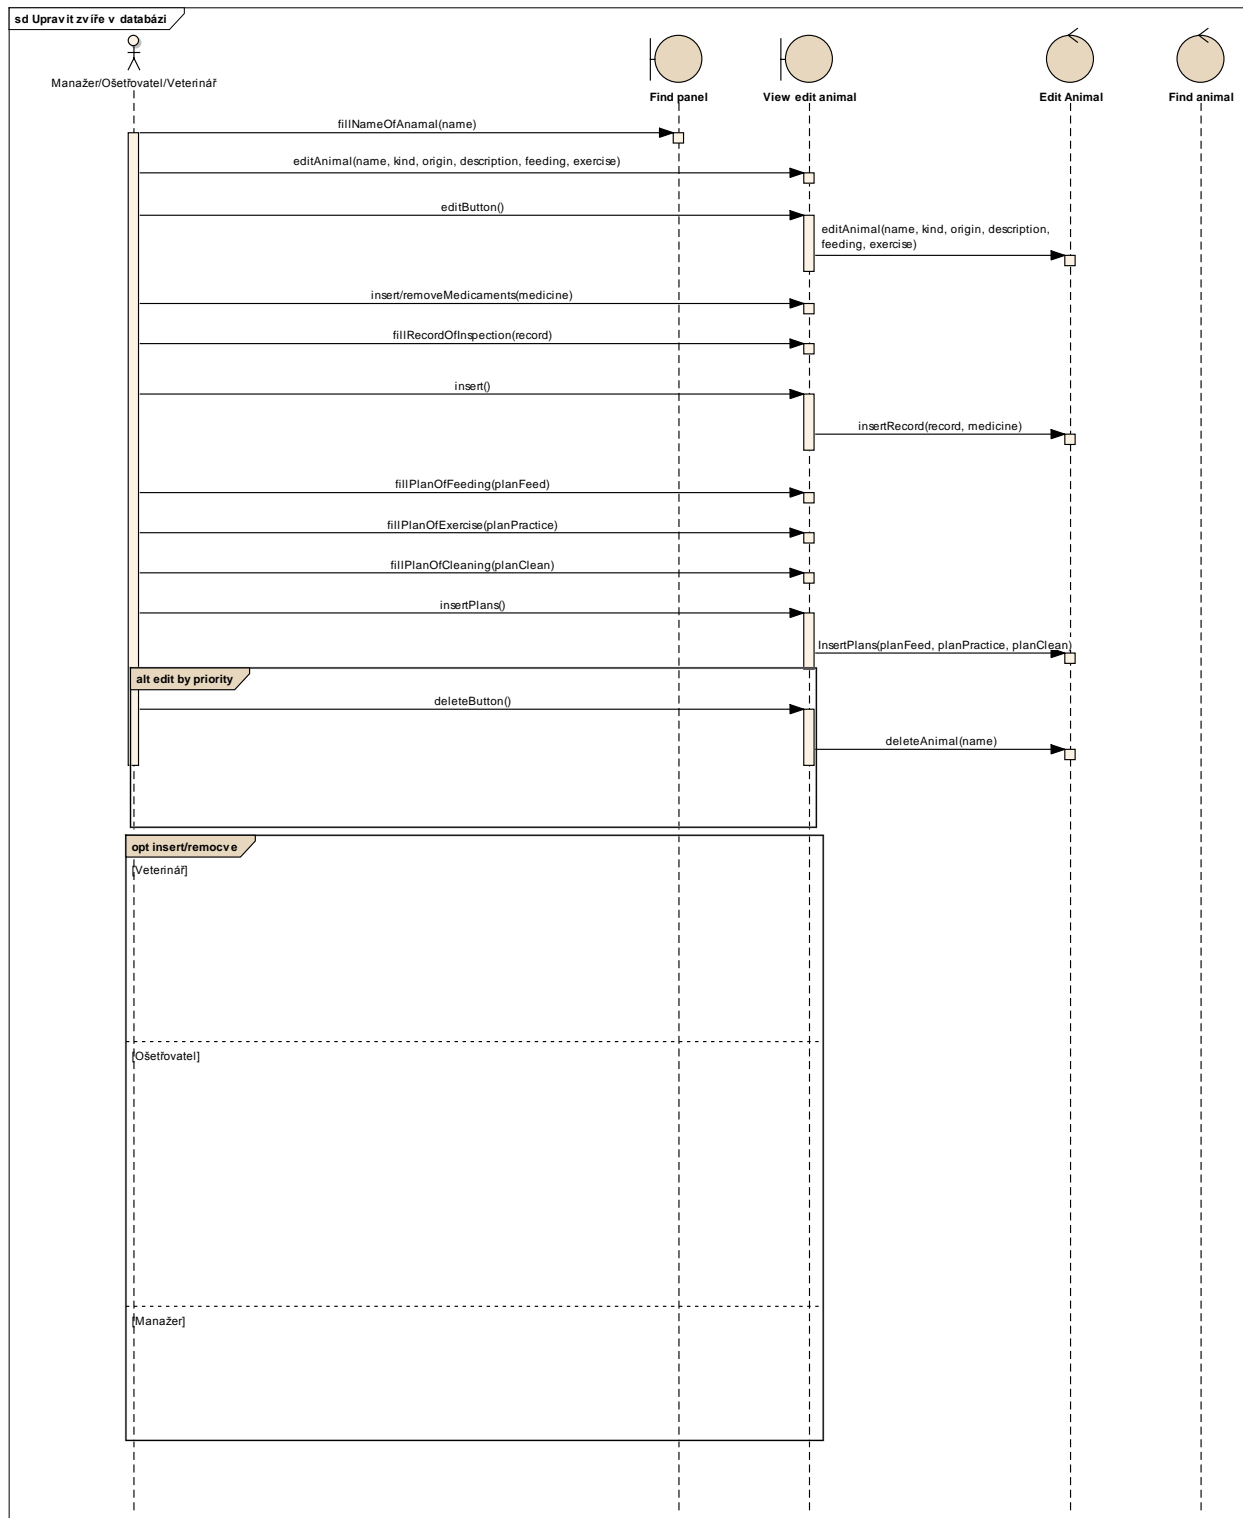 sd Upravit zvíře v databázi
Manažer/Ošetřovatel/Veterinář
Find panel
View edit animal
Edit Animal
Find animal
fillNameOfAnamal(name)
editAnimal(name, kind, origin, description, feeding, exercise)
editButton()
editAnimal(name, kind, origin, description,
feeding, exercise)
insert/removeMedicaments(medicine)
fillRecordOfInspection(record)
insert()
insertRecord(record, medicine)
fillPlanOfFeeding(planFeed)
fillPlanOfExercise(planPractice)
fillPlanOfCleaning(planClean)
insertPlans()
InsertPlans(planFeed, planPractice, planClean)
alt edit by priority
deleteButton()
deleteAnimal(name)
opt insert/remocve
[Veterinář]
[Ošetřovatel]
[Manažer]